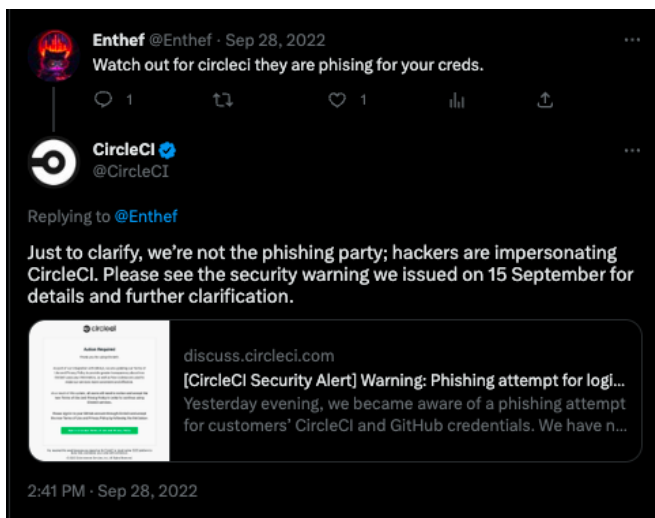 Enthef @Enthef · Sep 28, 2022
Watch out for circleci they are phising for your creds.
1 1
CircleCI
@CircleCI
Replying to @Enthef
Just to clarify, we're not the phishing party; hackers are impersonating
CircleCI. Please see the security warning we issued on 15 September for
details and further clarification.
circleci
Action Required
discuss.circleci.com
[CircleCI Security Alert] Warning: Phishing attempt for logi...
Yesterday evening, we became aware of a phishing attempt
for customers' CircleCI and GitHub credentials. We have n...
2:41 PM · Sep 28, 2022